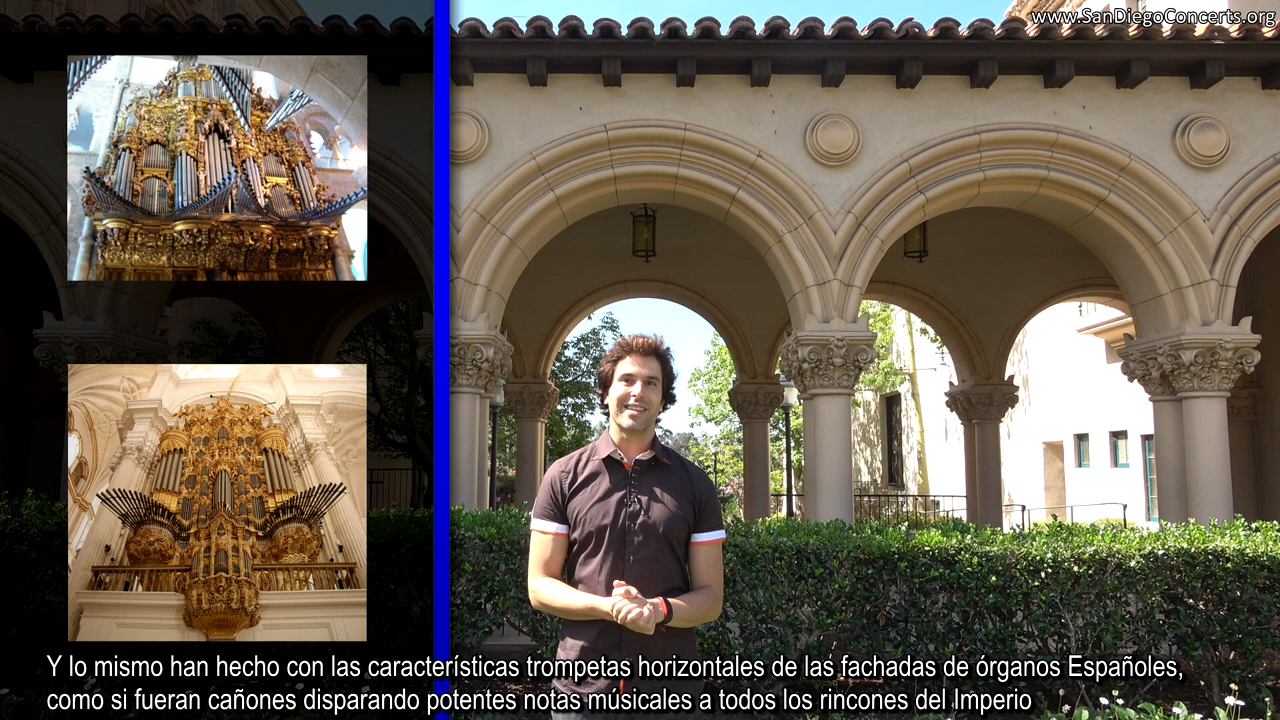 www.SanDiegoConcerts.org
Y lo mismo han hecho con las características trompetas horizontales de las fachadas de órganos Españoles,
como si fueran cañones disparando potentes notas músicales a todos los rincones del Imperio